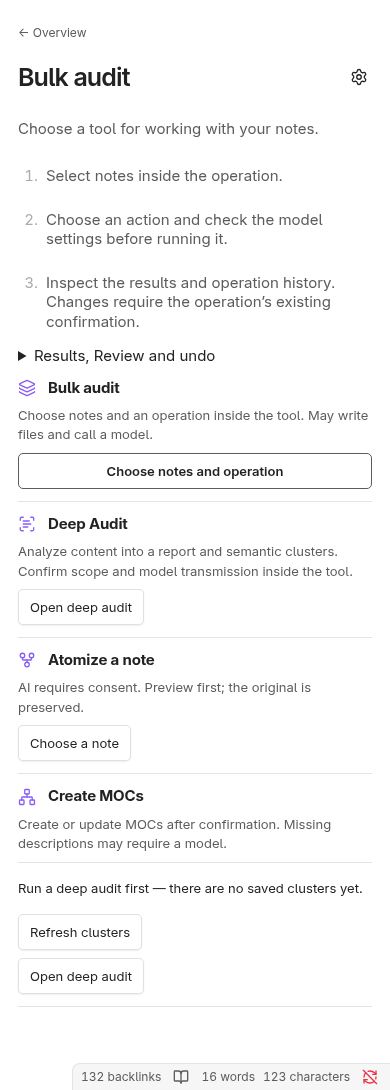 ← Overview
Bulk audit
Choose a tool for working with your notes.
1. Select notes inside the operation.
2. Choose an action and check the model
settings before running it.
3. Inspect the results and operation history.
Changes require the operation’s existing
confirmation.
▶ Results, Review and undo
Bulk audit
Choose notes and an operation inside the tool. May write
files and call a model.
Choose notes and operation
Deep Audit
Analyze content into a report and semantic clusters.
Confirm scope and model transmission inside the tool.
Open deep audit
Atomize a note
AI requires consent. Preview first; the original is
preserved.
Choose a note
Create MOCs
Create or update MOCs after confirmation. Missing
descriptions may require a model.
Run a deep audit first — there are no saved clusters yet.
Refresh clusters
Open deep audit
132 backlinks 16 words 123 characters